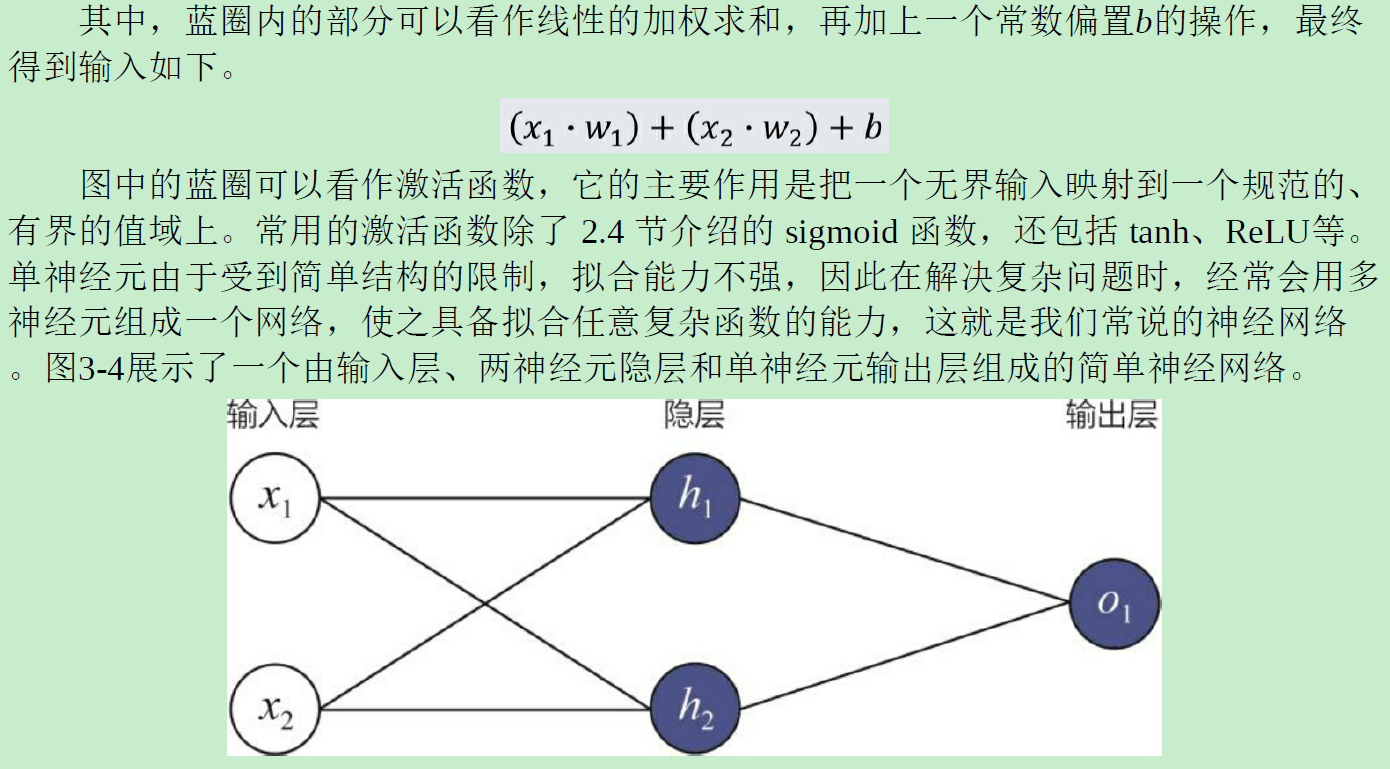 其中，蓝圈内的部分可以看作线性的加权求和，再加上一个常数偏置b的操作，最终
得到输入如下。
(x₁ · w₁) + (x₂ · w₂) + b
图中的蓝圈可以看作激活函数，它的主要作用是把一个无界输入映射到一个规范的、
有界的值域上。常用的激活函数除了 2.4 节介绍的 sigmoid 函数，还包括 tanh、ReLU等。
单神经元由于受到简单结构的限制，拟合能力不强，因此在解决复杂问题时，经常会用多
神经元组成一个网络，使之具备拟合任意复杂函数的能力，这就是我们常说的神经网络
。图3-4展示了一个由输入层、两神经元隐层和单神经元输出层组成的简单神经网络。
输入层 隐层 输出层
x₁ h₁
o₁
x₂ h₂